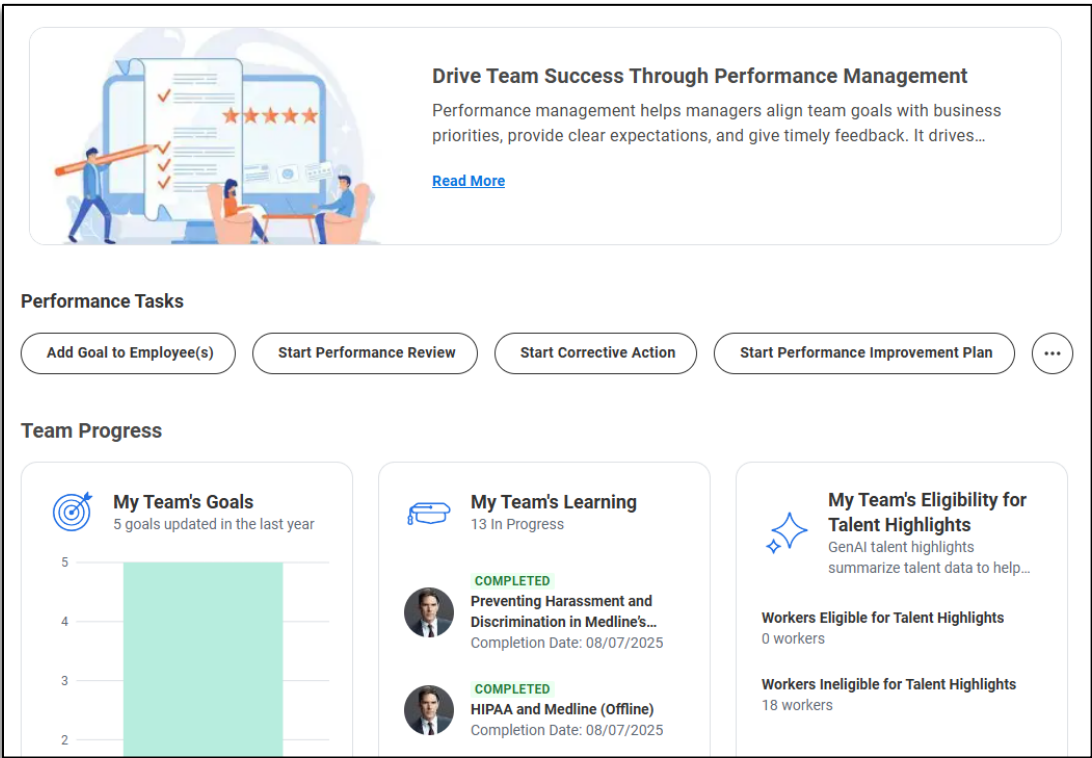 Drive Team Success Through Performance Management
Performance management helps managers align team goals with business
priorities, provide clear expectations, and give timely feedback. It drives...
Read More
Performance Tasks
Add Goal to Employee(s)
Start Performance Review
Start Corrective Action
Start Performance Improvement Plan
...
Team Progress
My Team's Goals
5 goals updated in the last year
5
4
3
2
My Team's Learning
13 In Progress
COMPLETED
Preventing Harassment and
Discrimination in Medline's...
Completion Date: 08/07/2025
COMPLETED
HIPAA and Medline (Offline)
Completion Date: 08/07/2025
My Team's Eligibility for
Talent Highlights
GenAI talent highlights
summarize talent data to help...
Workers Eligible for Talent Highlights
0 workers
Workers Ineligible for Talent Highlights
18 workers